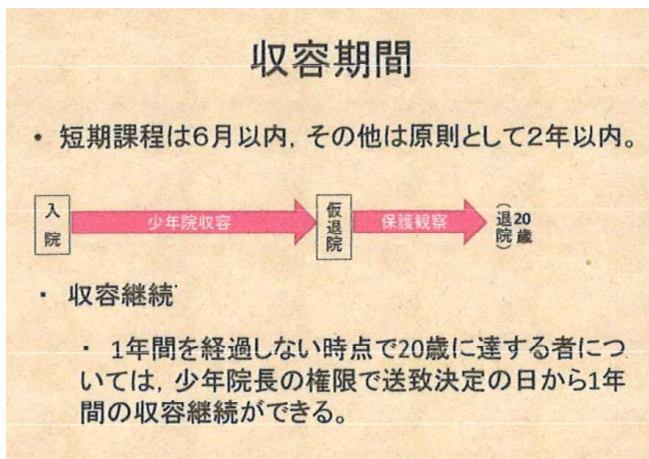 収容期間
・ 短期課程は6月以内，その他は原則として2年以内。
入院
少年院収容
仮退院
保護観察
20歳
（退院）
・ 収容継続
・ 1年間を経過しない時点で20歳に達する者につ
いては，少年院長の権限で送致決定の日から1年
間の収容継続ができる。